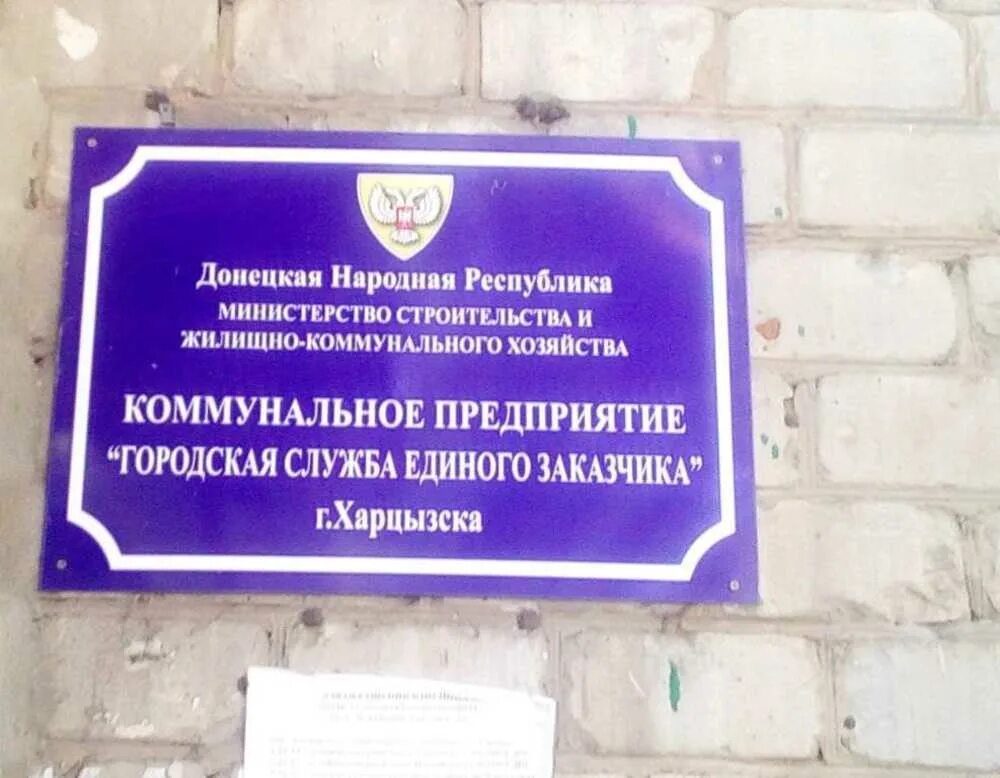 Донецкая Народная Республика
МИНИСТЕРСТВО СТРОИТЕЛЬСТВА И
ЖИЛИЩНО-КОММУНАЛЬНОГО ХОЗЯЙСТВА
КОММУНАЛЬНОЕ ПРЕДПРИЯТИЕ
“ГОРОДСКАЯ СЛУЖБА ЕДИНОГО ЗАКАЗЧИКА”
г.Харцызска